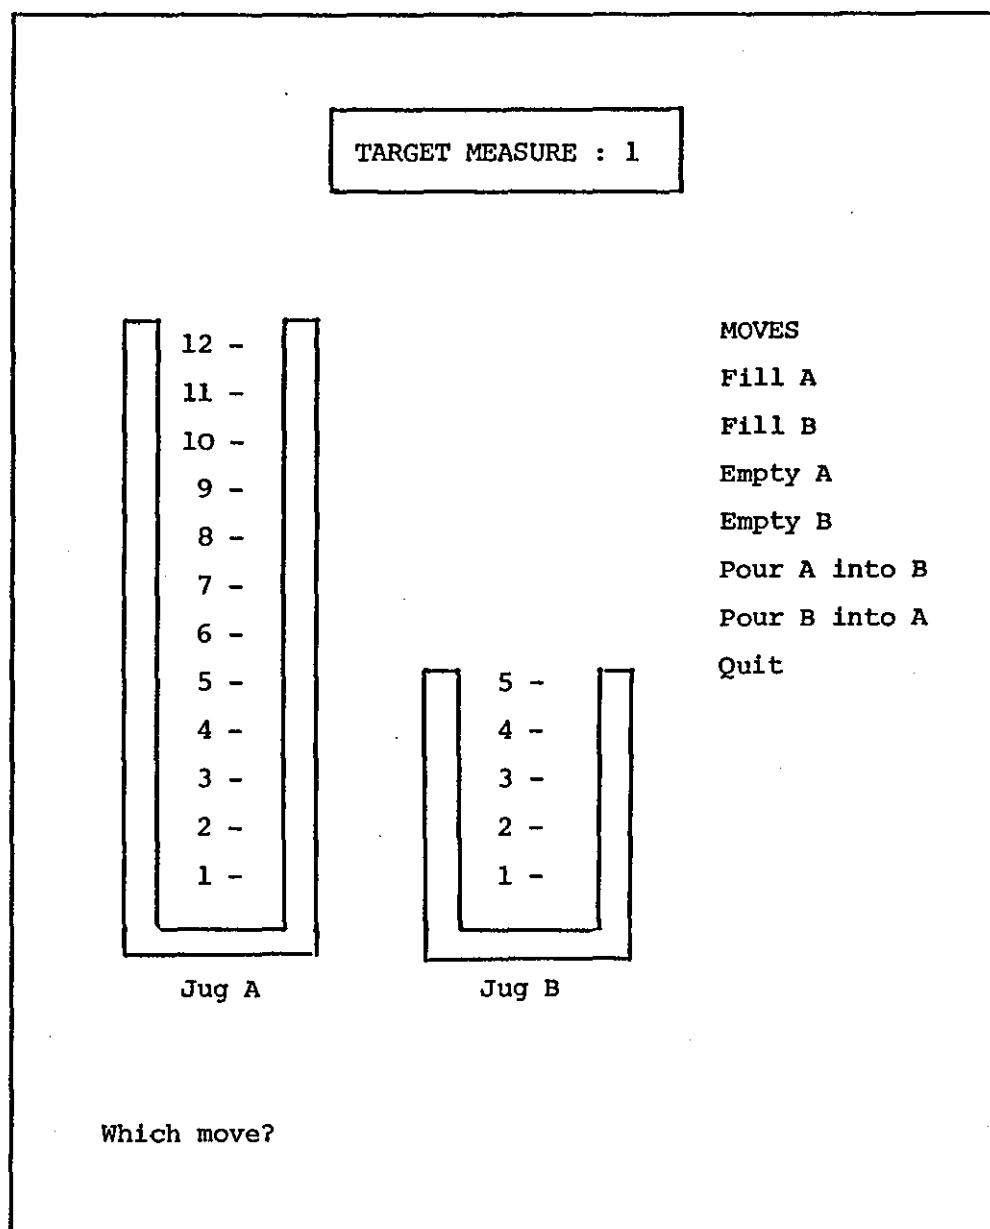 TARGET MEASURE : 1
12 -
11 -
10 -
9 -
8 -
7 -
6 -
5 -
4 -
3 -
2 -
1 -
Jug A
5 -
4 -
3 -
2 -
1 -
Jug B
MOVES
Fill A
Fill B
Empty A
Empty B
Pour A into B
Pour B into A
Quit
Which move?